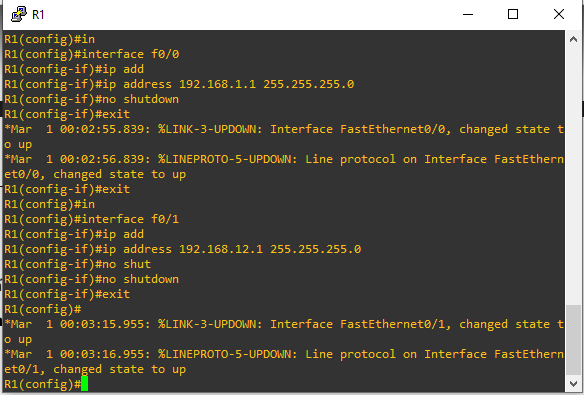 R1
R1(config)#in
R1(config)#interface f0/0
R1(config-if)#ip add
R1(config-if)#ip address 192.168.1.1 255.255.255.0
R1(config-if)#no shutdown
R1(config-if)#exit
*Mar  1 00:02:55.839: %LINK-3-UPDOWN: Interface FastEthernet0/0, changed state t
o up
*Mar  1 00:02:56.839: %LINEPROTO-5-UPDOWN: Line protocol on Interface FastEthern
et0/0, changed state to up
R1(config-if)#exit
R1(config)#in
R1(config)#interface f0/1
R1(config-if)#ip add
R1(config-if)#ip address 192.168.12.1 255.255.255.0
R1(config-if)#no shut
R1(config-if)#no shutdown
R1(config-if)#exit
R1(config)#
*Mar  1 00:03:15.955: %LINK-3-UPDOWN: Interface FastEthernet0/1, changed state t
o up
*Mar  1 00:03:16.955: %LINEPROTO-5-UPDOWN: Line protocol on Interface FastEthern
et0/1, changed state to up
R1(config)#